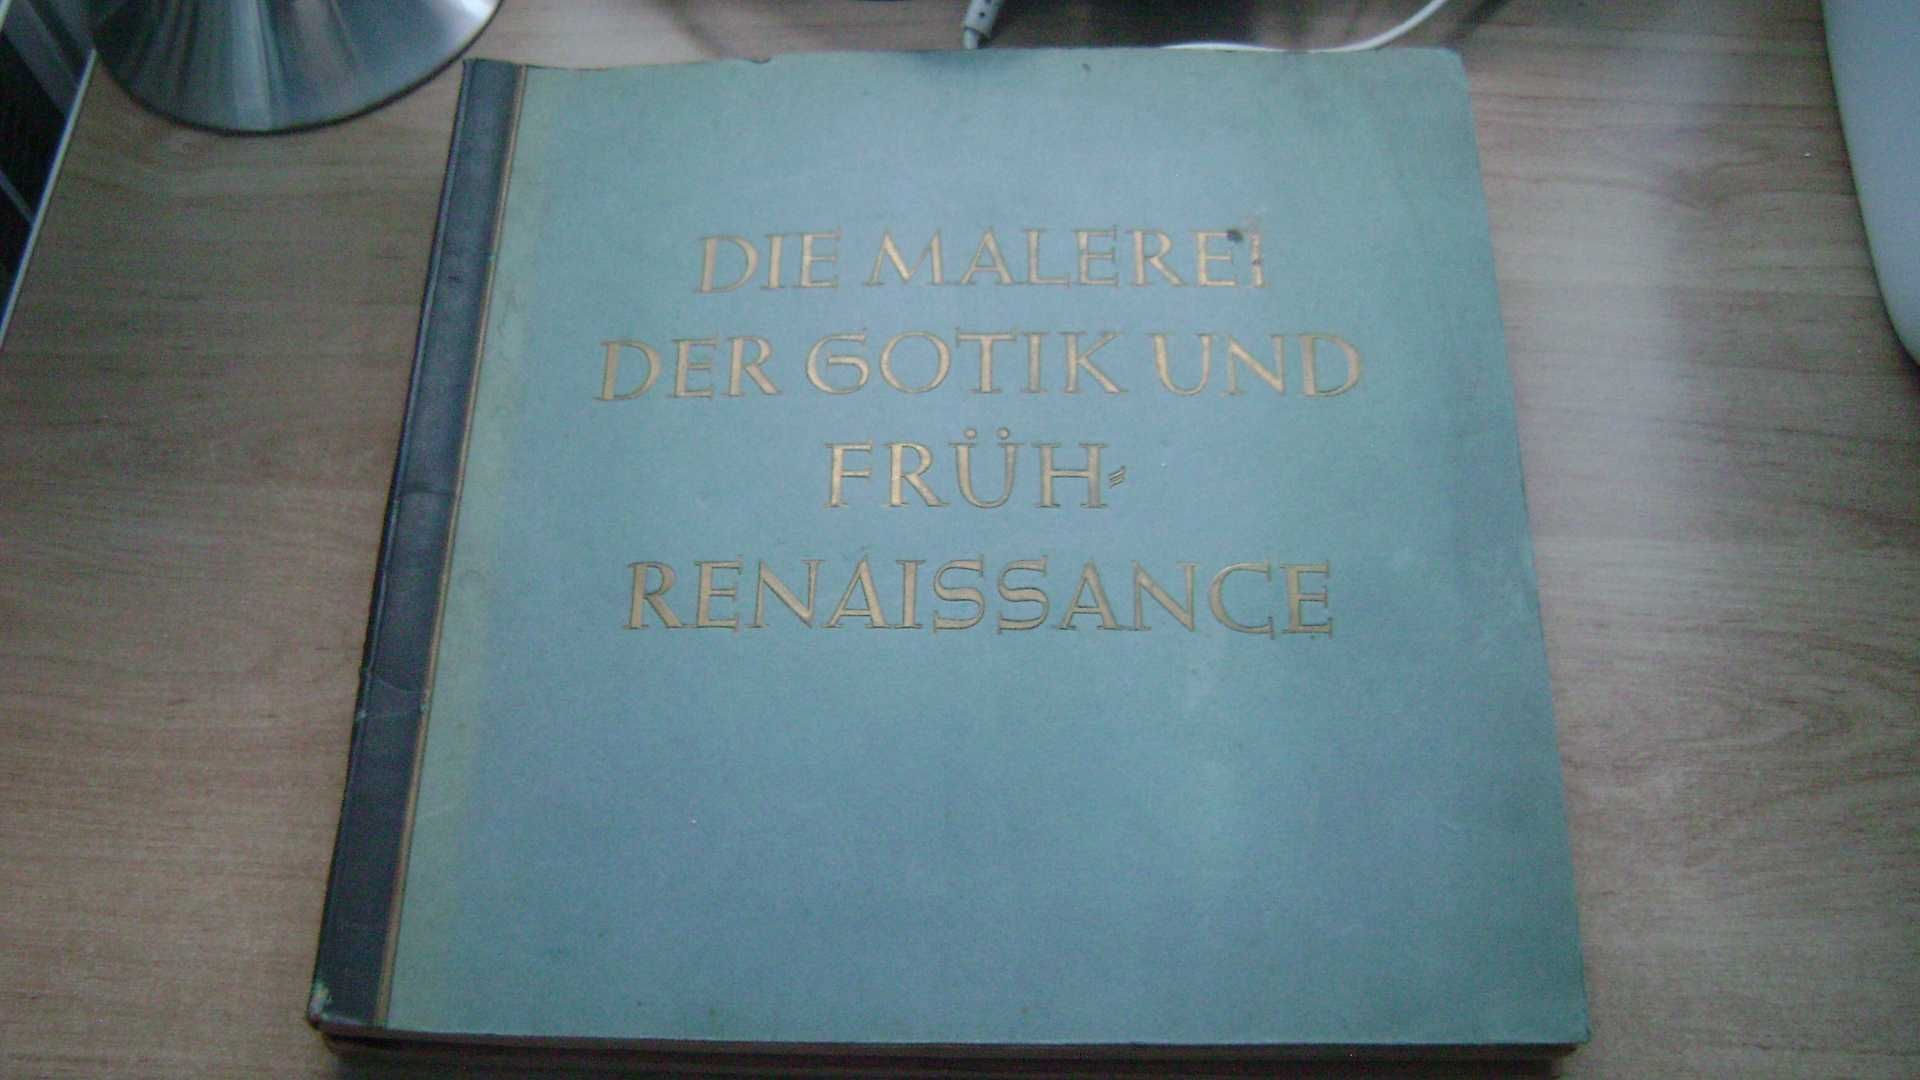 DIE MALEREI
DER GOTIK UND
FRÜH-
RENAISSANCE